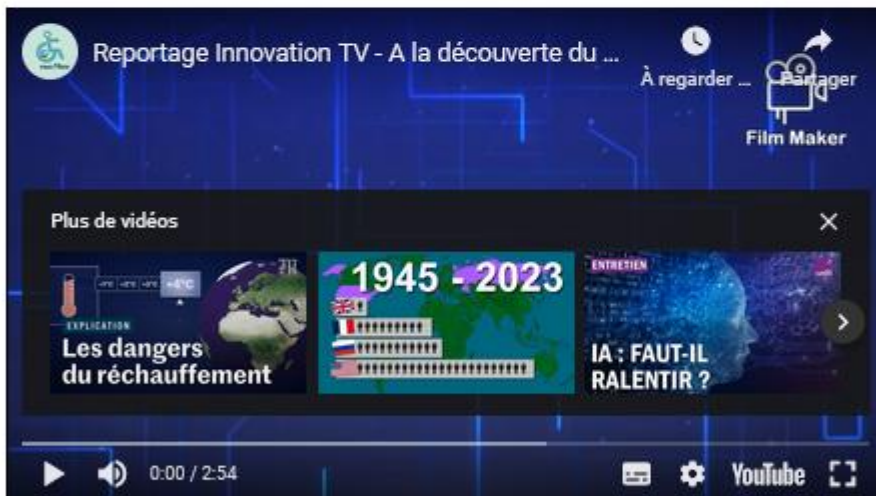 Reportage Innovation TV - A la découverte du ...
À regarder ...
Partager
Film Maker
Plus de vidéos
+4°C
EXPLICATION
Les dangers
du réchauffement
1945 - 2023
ENTRETIEN
IA : FAUT-IL
RALENTIR ?
0:00 / 2:54
YouTube